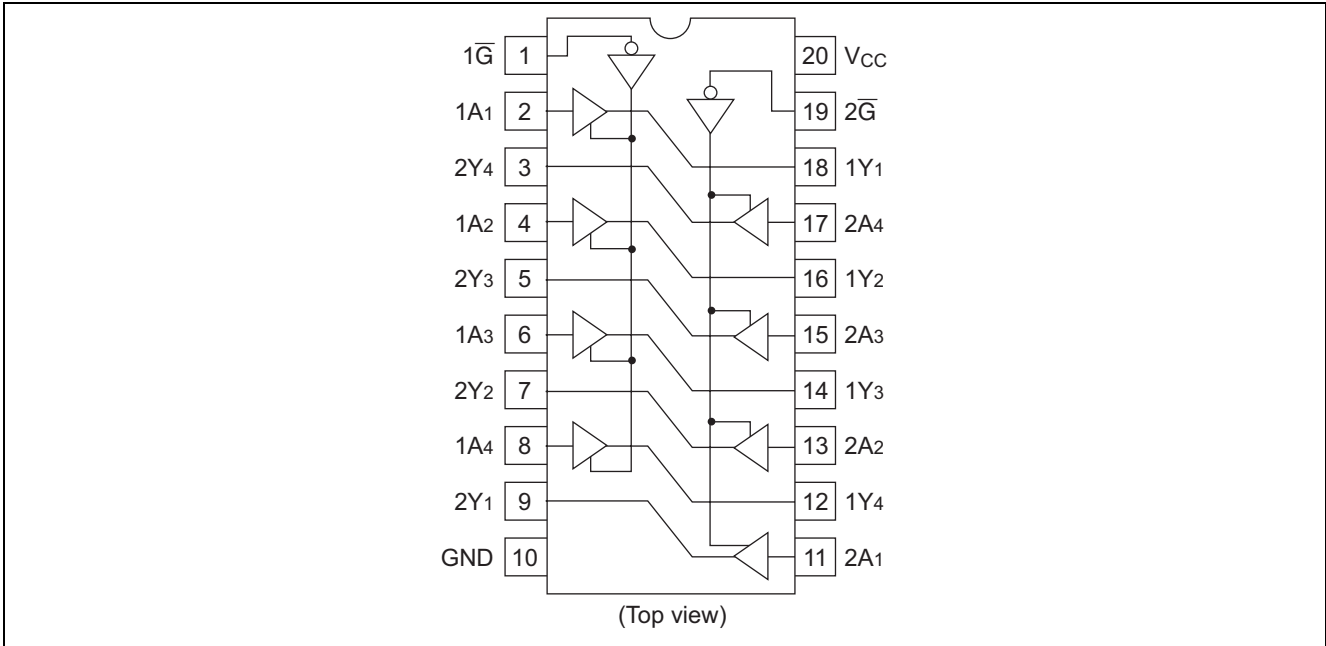 1G̅ 1 20 VCC
1A1 2 19 2G̅
2Y4 3 18 1Y1
1A2 4 17 2A4
2Y3 5 16 1Y2
1A3 6 15 2A3
2Y2 7 14 1Y3
1A4 8 13 2A2
2Y1 9 12 1Y4
GND 10 11 2A1
(Top view)